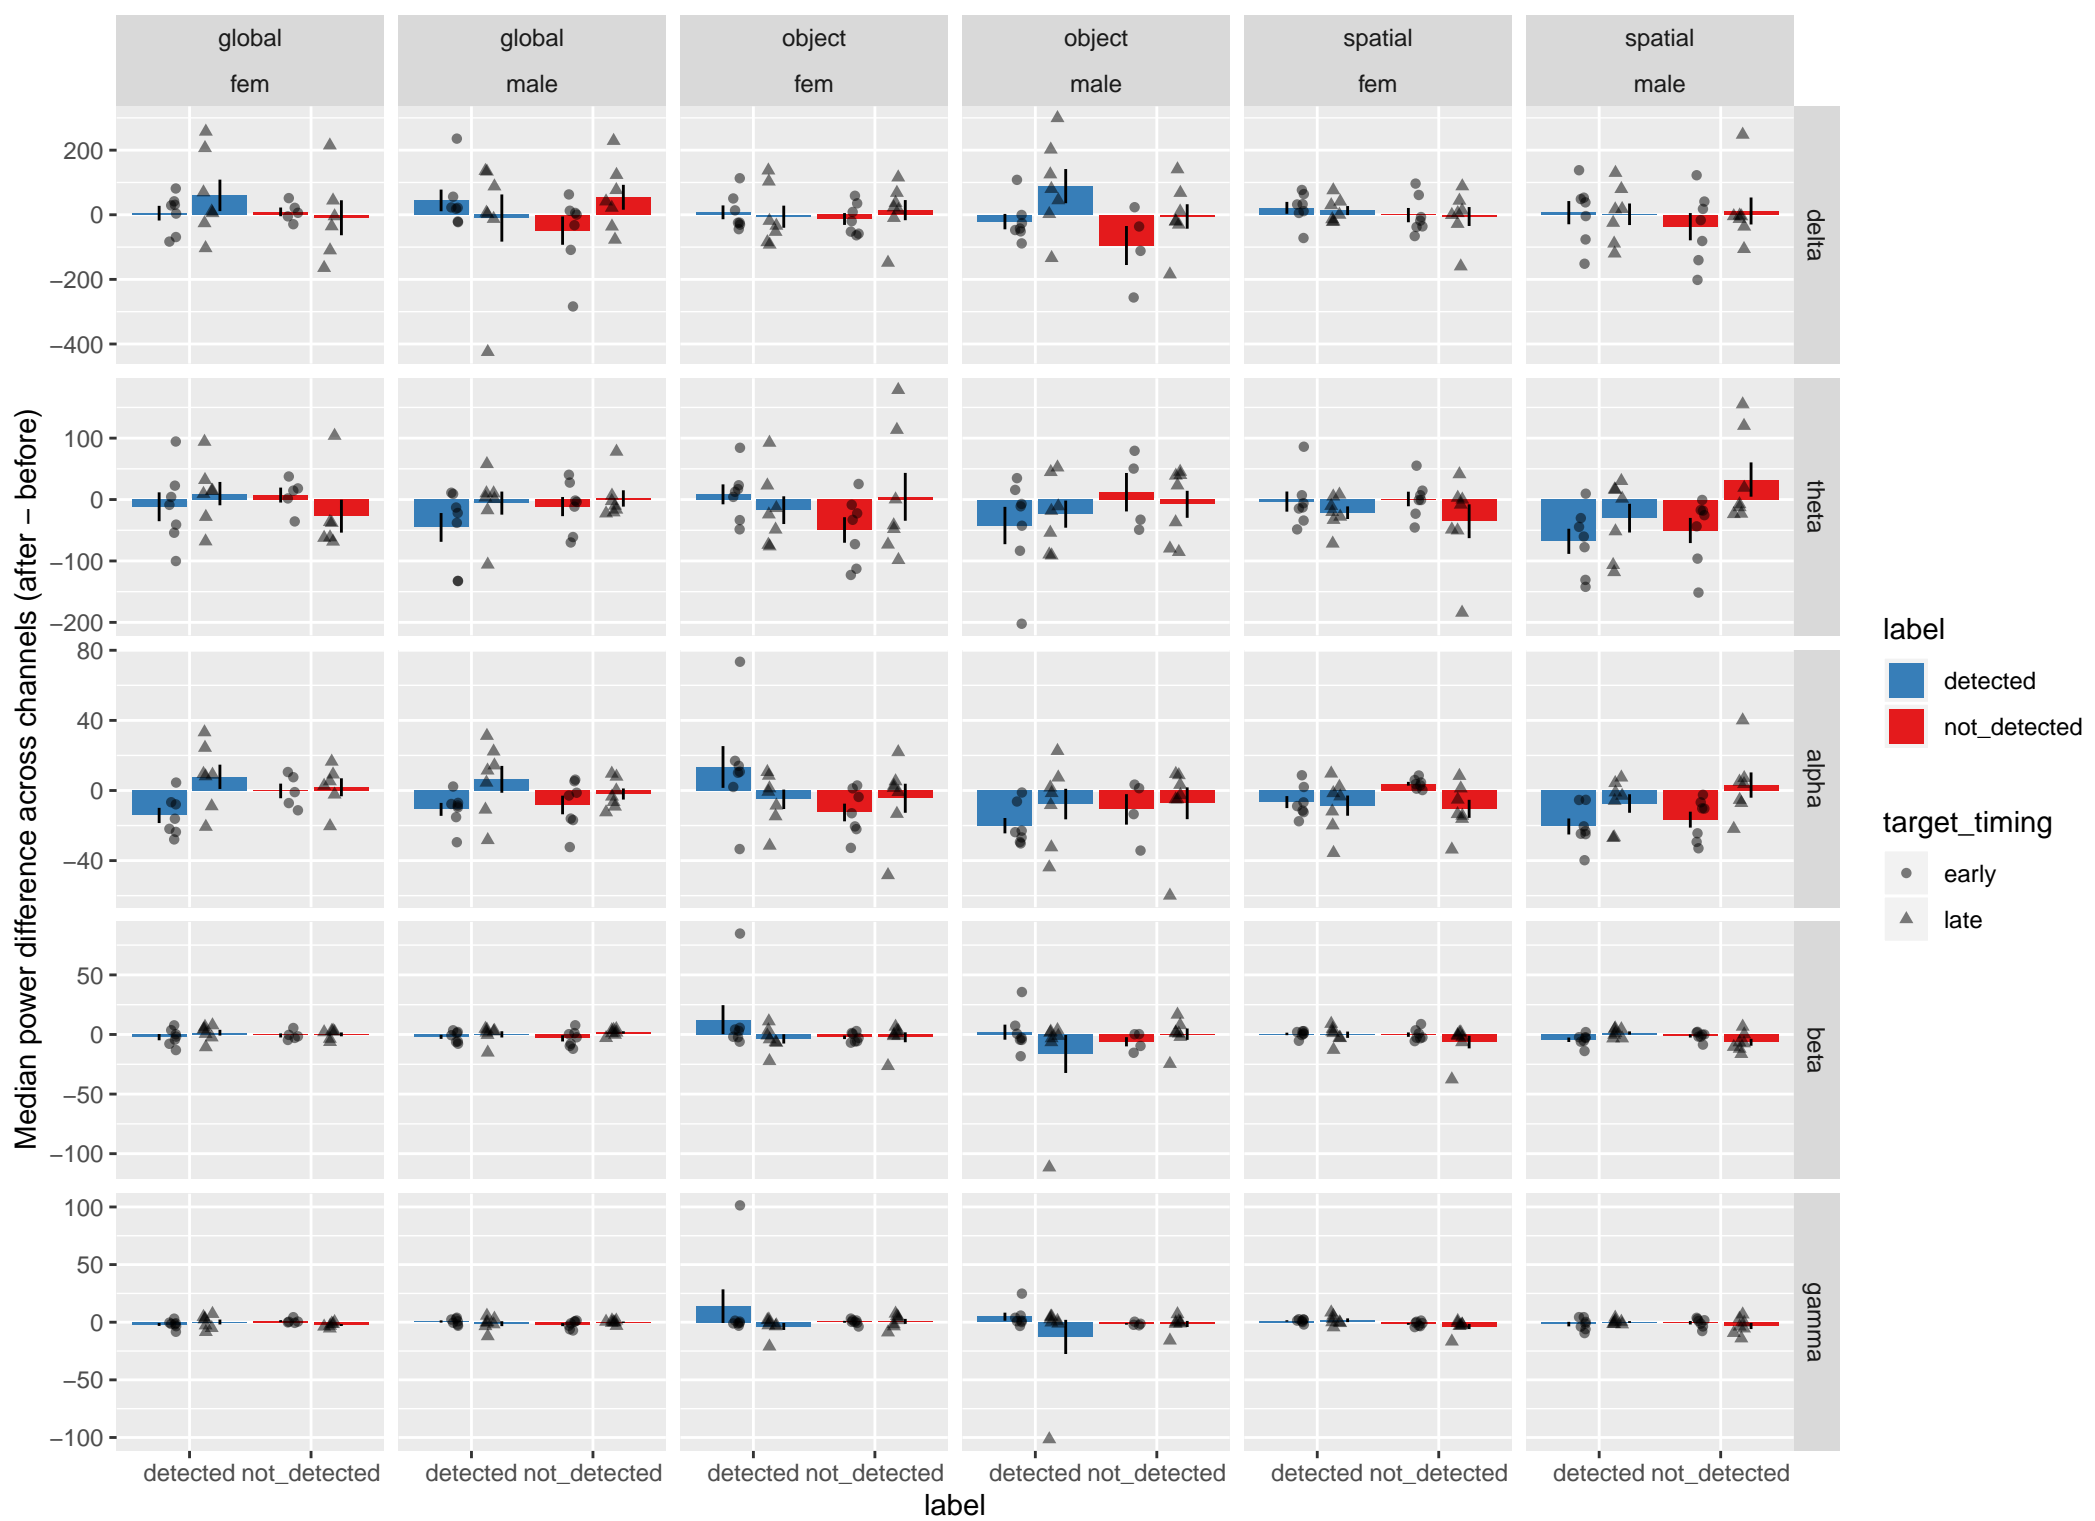 global global object object spatial spatial
fem male fem male fem male
200
0
−200
−400
delta
100
0
−100
−200
theta
80
40
0
−40
alpha
50
0
−50
−100
beta
100
50
0
−50
−100
gamma
detected not_detected detected not_detected detected not_detected detected not_detected detected not_detected detected not_detected
label
Median power difference across channels (after − before)
label
detected
not_detected
target_timing
early
late